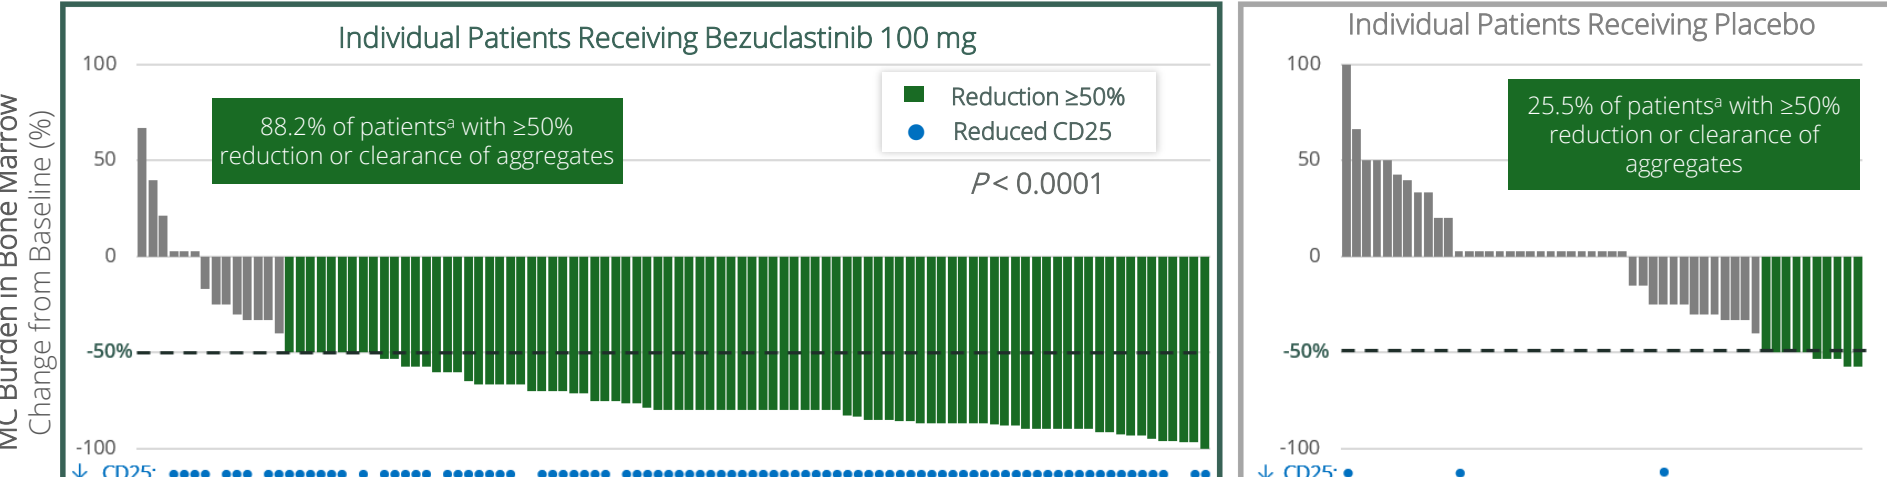 MC Burden in Bone Marrow
Change from Baseline (%)
Individual Patients Receiving Bezuclastinib 100 mg
100
50
0
-50%
-100
88.2% of patientsᵃ with ≥50%
reduction or clearance of aggregates
Reduction ≥50%
Reduced CD25
P < 0.0001
↓ CD25:
Individual Patients Receiving Placebo
100
50
0
-50%
-100
25.5% of patientsᵃ with ≥50%
reduction or clearance of
aggregates
↓ CD25: